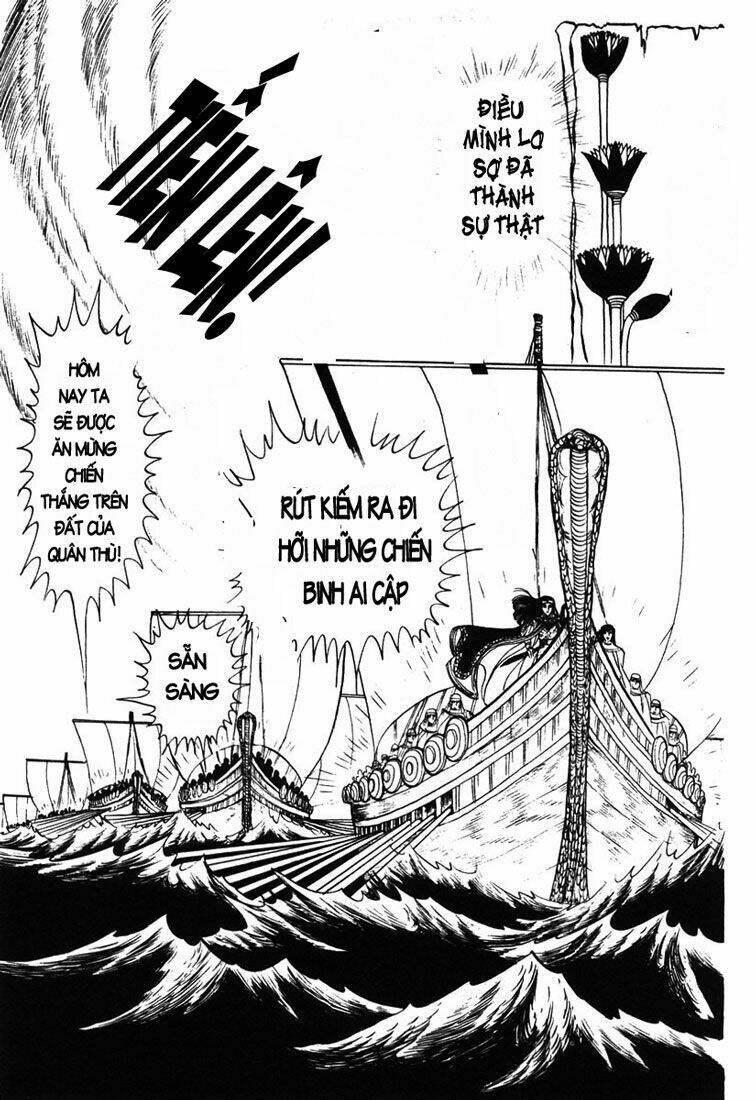 ĐIỀU
MÌNH LO
SỢ ĐÃ
THÀNH
SỰ THẬT
TIẾN LÊN!
RÚT KIẾM RA ĐI
HỠI NHỮNG CHIẾN
BINH AI CẬP
HÔM
NAY TA
SẼ ĐƯỢC
ĂN MỪNG
CHIẾN
THẮNG TRÊN
ĐẤT CỦA
QUÂN THÙ!
SẴN
SÀNG